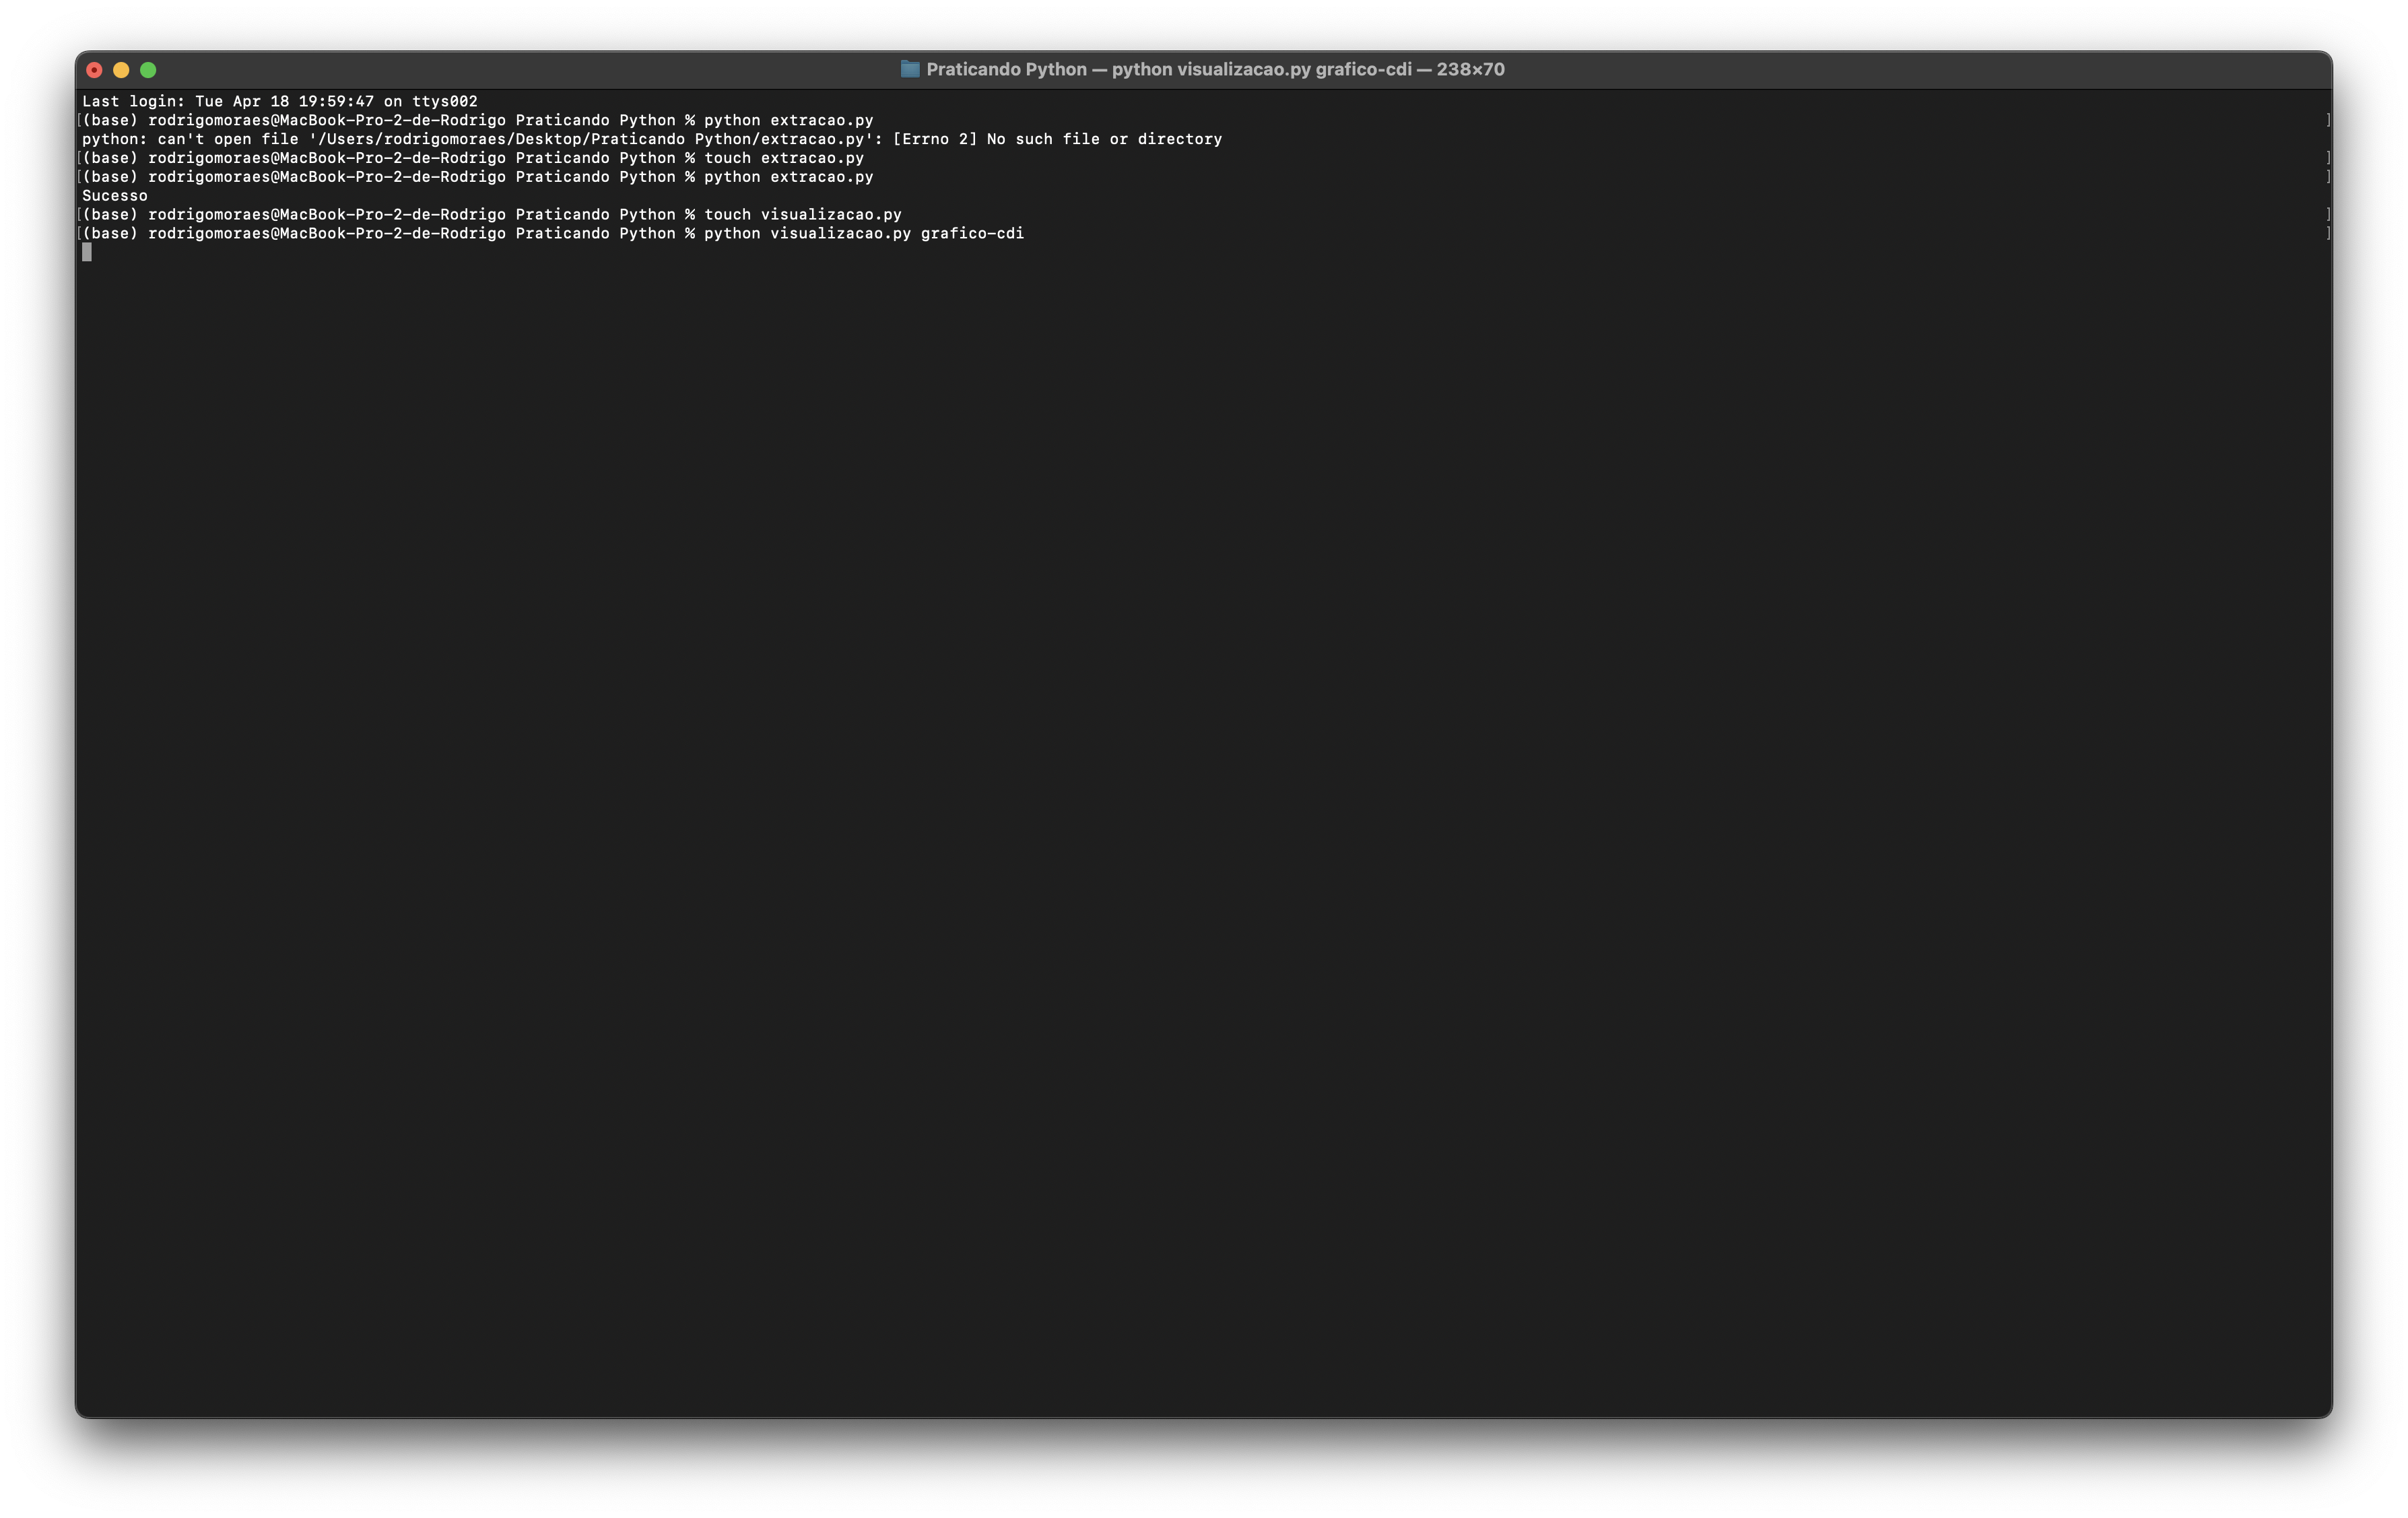 Praticando Python — python visualizacao.py grafico-cdi — 238×70
Last login: Tue Apr 18 19:59:47 on ttys002
[(base) rodrigomoraes@MacBook-Pro-2-de-Rodrigo Praticando Python % python extracao.py ]
python: can't open file '/Users/rodrigomoraes/Desktop/Praticando Python/extracao.py': [Errno 2] No such file or directory
[(base) rodrigomoraes@MacBook-Pro-2-de-Rodrigo Praticando Python % touch extracao.py ]
[(base) rodrigomoraes@MacBook-Pro-2-de-Rodrigo Praticando Python % python extracao.py ]
Sucesso
[(base) rodrigomoraes@MacBook-Pro-2-de-Rodrigo Praticando Python % touch visualizacao.py ]
[(base) rodrigomoraes@MacBook-Pro-2-de-Rodrigo Praticando Python % python visualizacao.py grafico-cdi ]